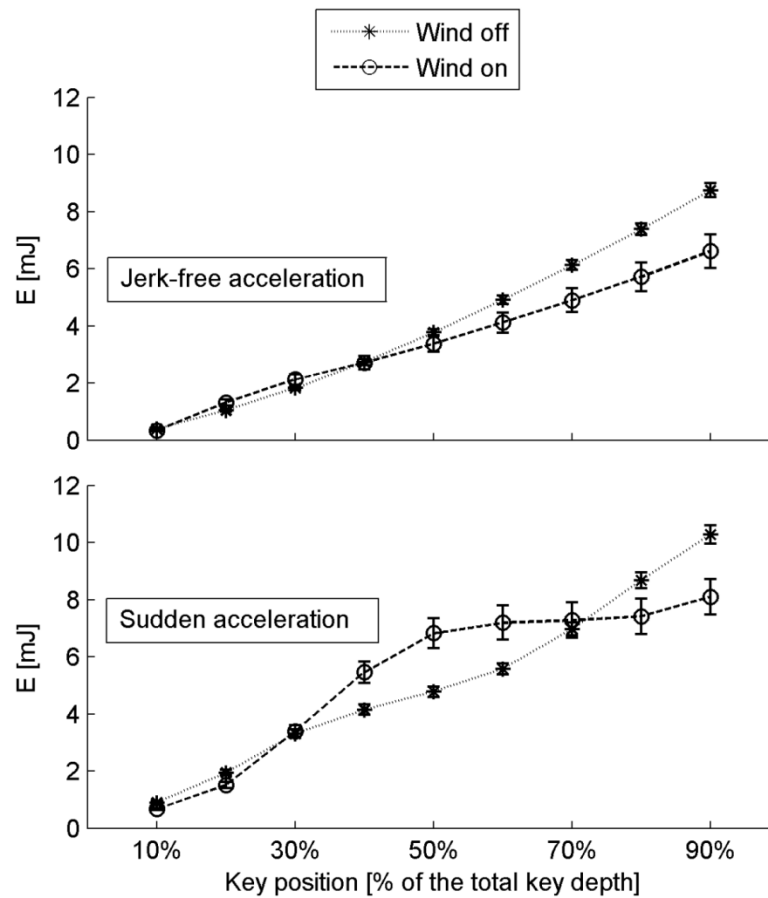 Wind off
Wind on
12
10
8
6
4
2
0
E [mJ]
Jerk-free acceleration
12
10
8
6
4
2
0
E [mJ]
Sudden acceleration
10% 30% 50% 70% 90%
Key position [% of the total key depth]